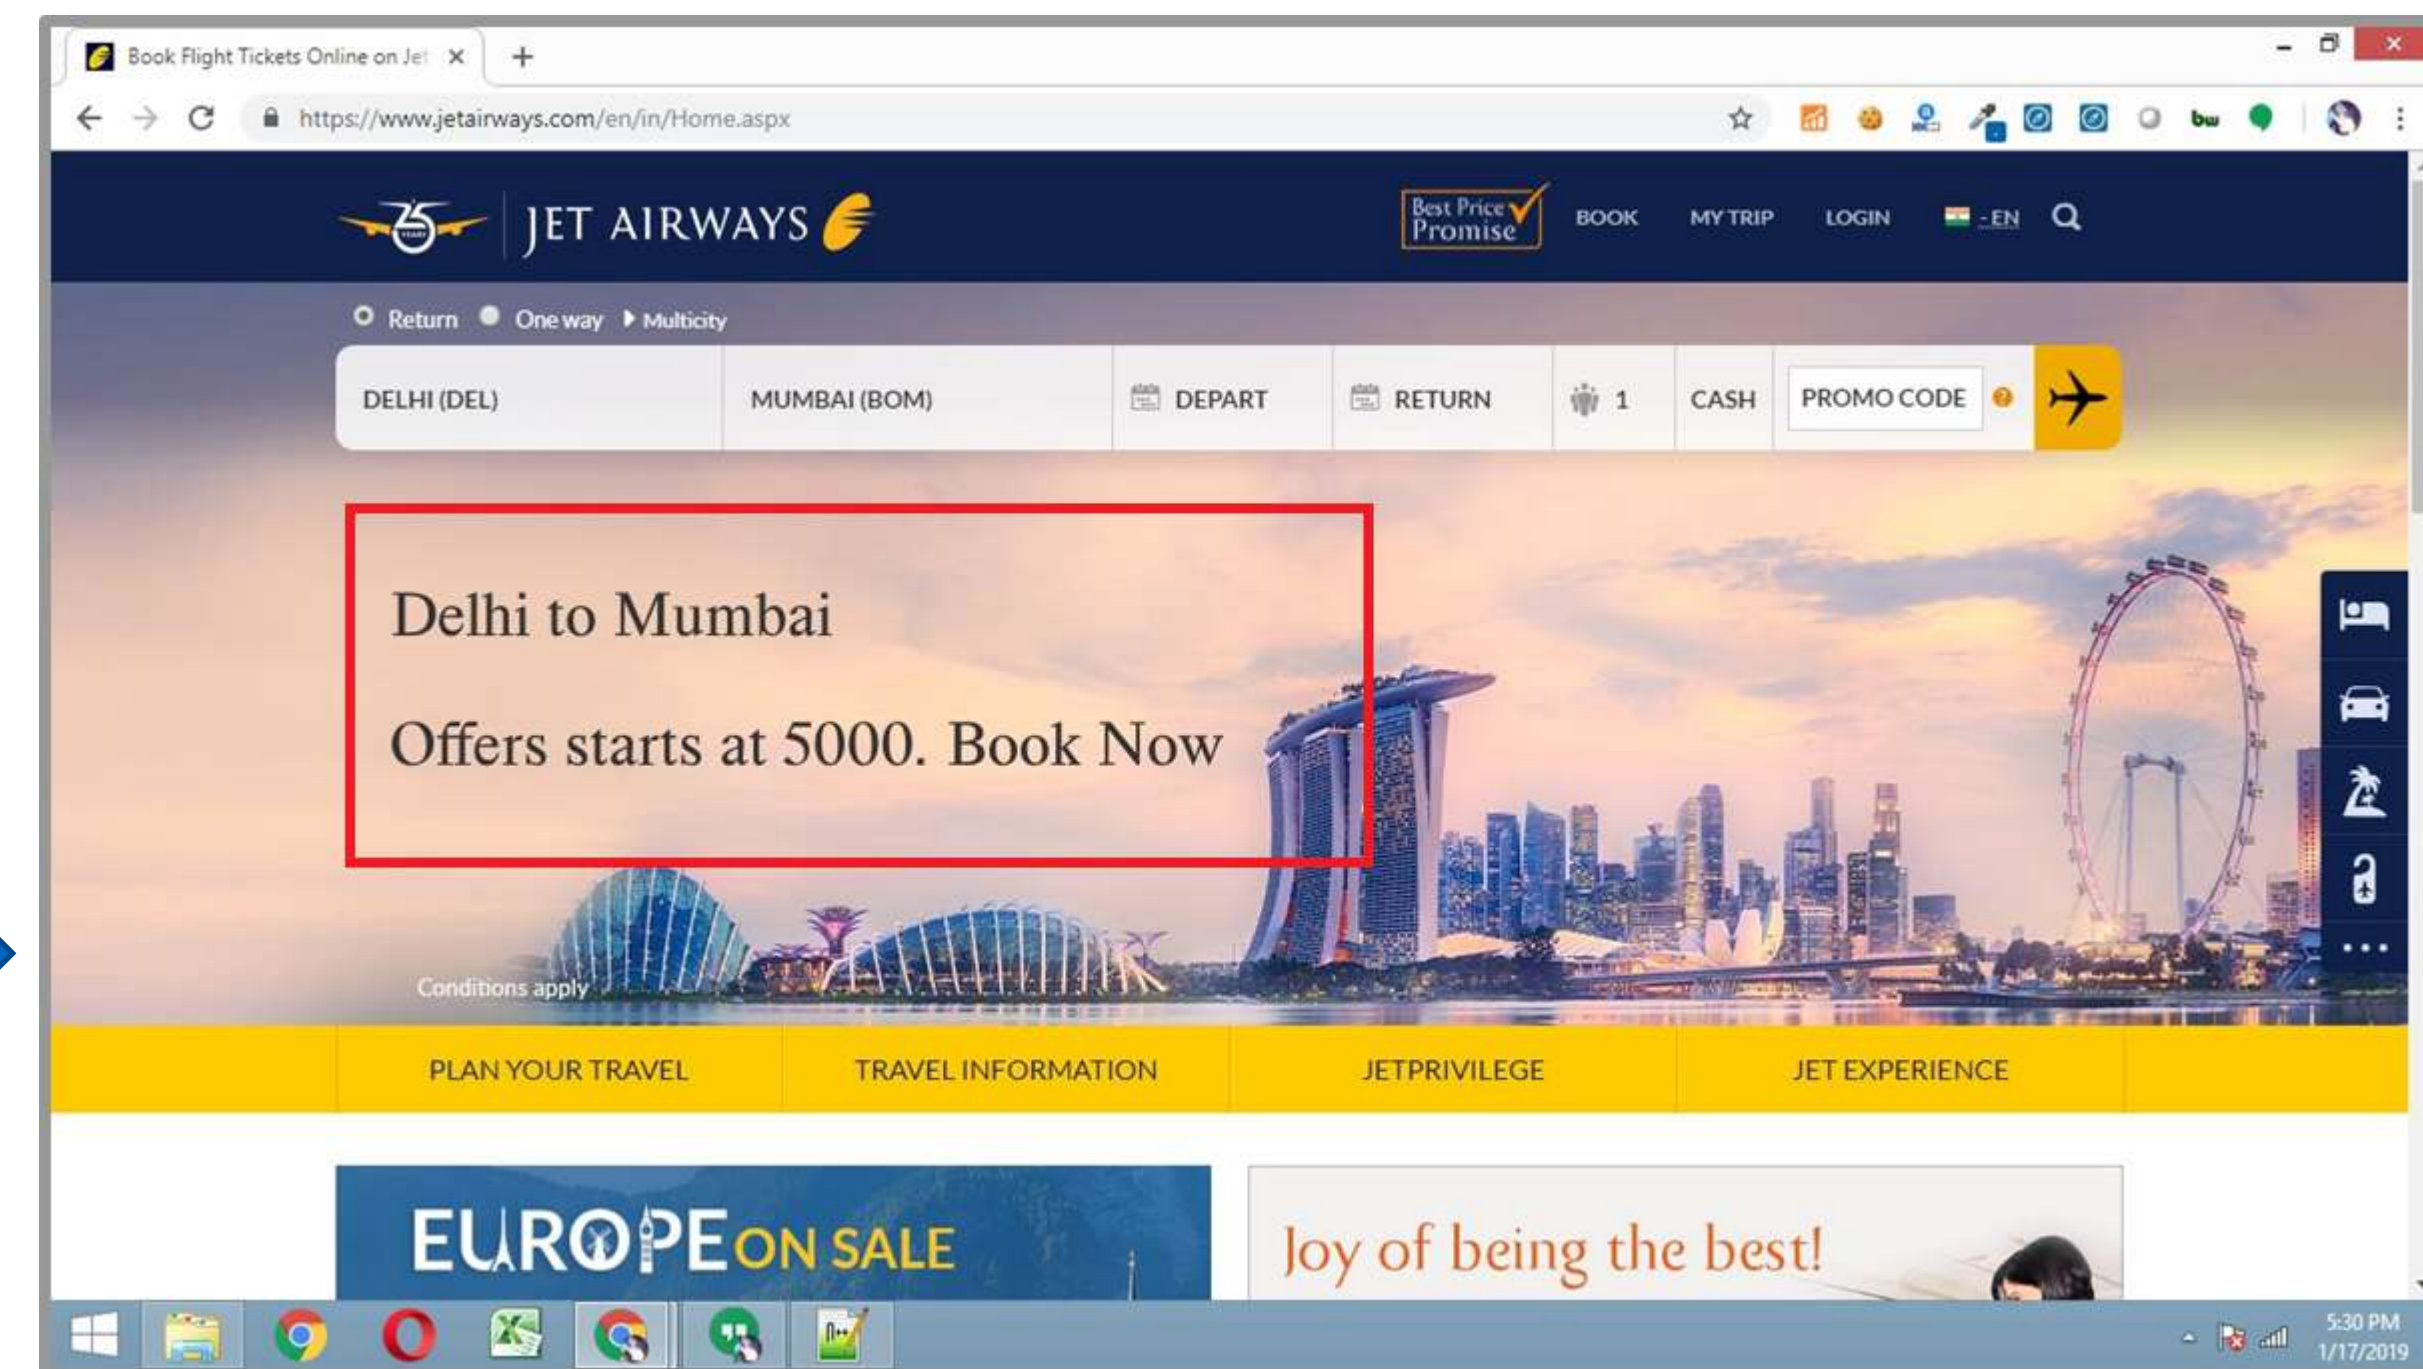 Book Flight Tickets Online on Jet
https://www.jetairways.com/en/in/Home.aspx
bw
25 YEARS
JET AIRWAYS
Best Price Promise
BOOK
MY TRIP
LOGIN
- EN
Return
One way
Multicity
DELHI (DEL)
MUMBAI (BOM)
DEPART
RETURN
1
CASH
PROMO CODE
Delhi to Mumbai
Offers starts at 5000. Book Now
Conditions apply
PLAN YOUR TRAVEL
TRAVEL INFORMATION
JETPRIVILEGE
JET EXPERIENCE
EUROPE ON SALE
Joy of being the best!
5:30 PM
1/17/2019